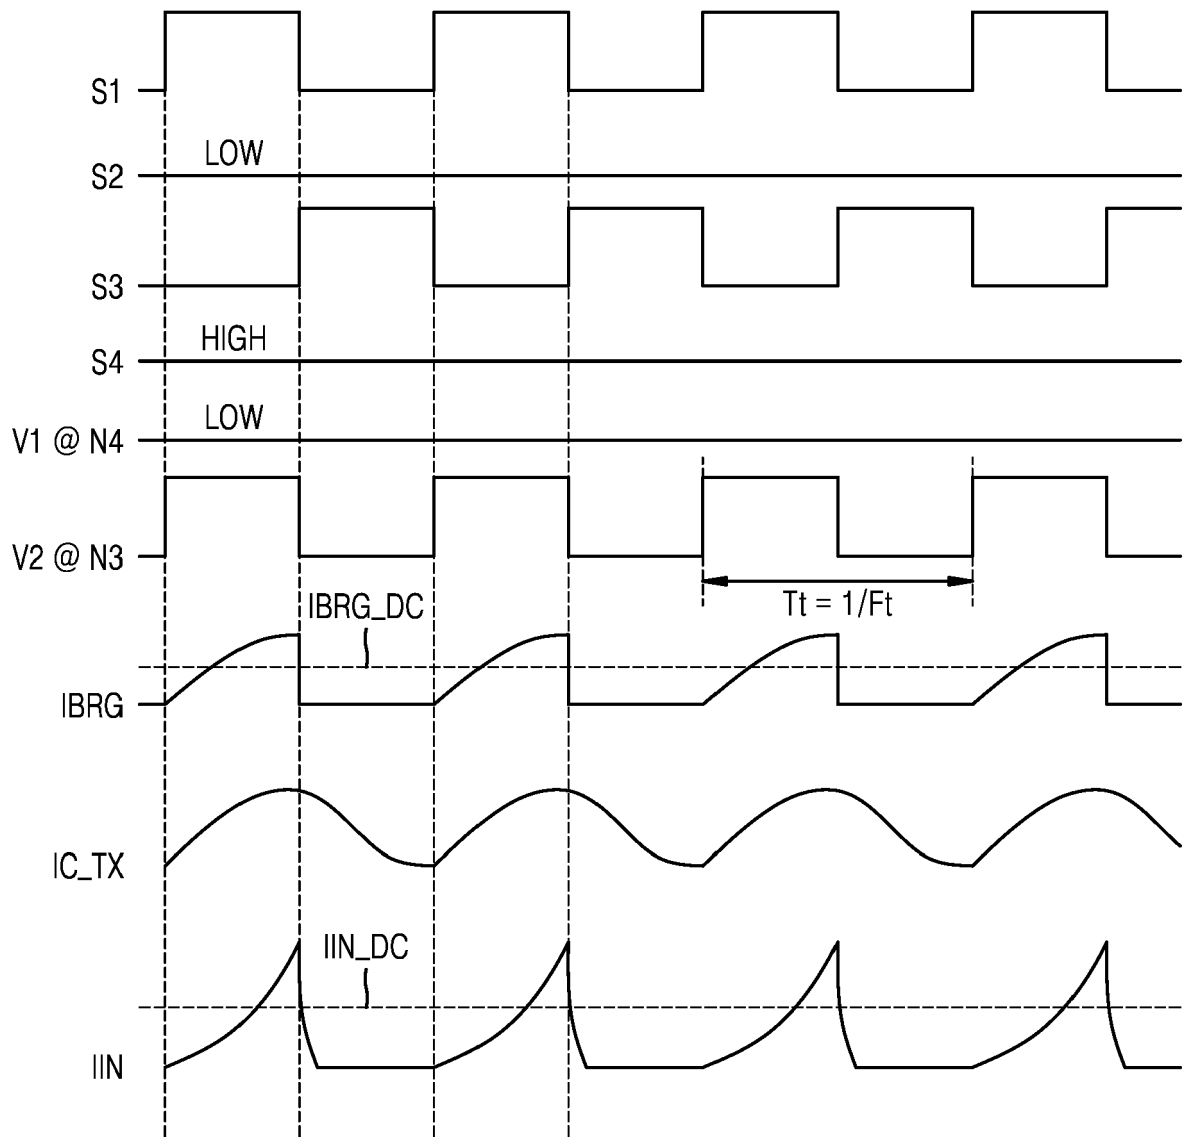 S1
LOW
S2
S3
HIGH
S4
LOW
V1 @ N4
V2 @ N3
Tt = 1/Ft
IBRG_DC
IBRG
IC_TX
IIN_DC
IIN